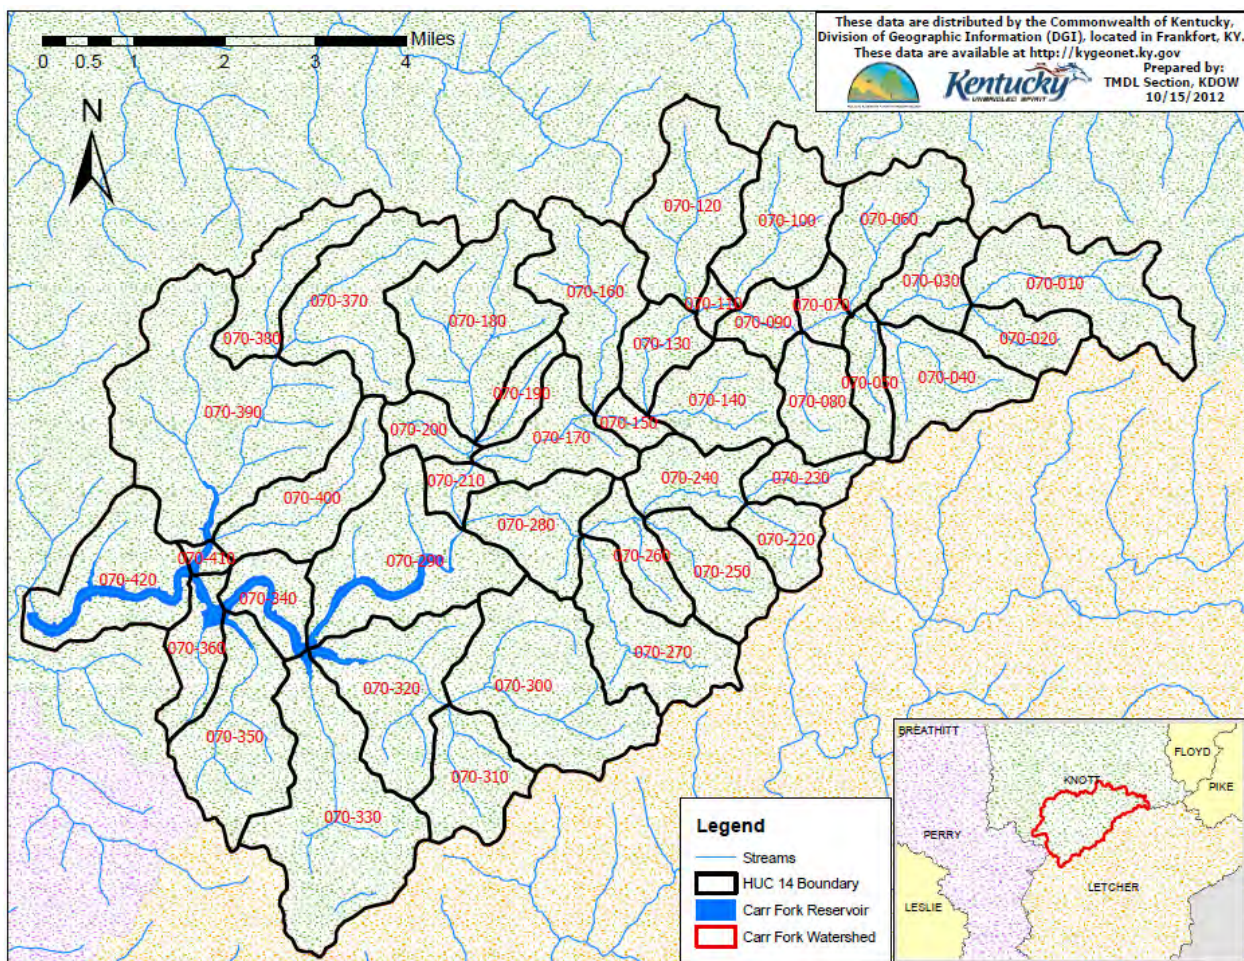 These data are distributed by the Commonwealth of Kentucky,
Division of Geographic Information (DGI), located in Frankfort, KY.
These data are available at http://kygeonet.ky.gov
Prepared by:
TMDL Section, KDOW
10/15/2012
Kentucky
UNBRIDLED SPIRIT
Miles
0 0.5 1 2 3 4
N
070-120
070-100
070-060
070-030
070-010
070-160
070-370
070-110
070-070
070-180
070-090
070-380
070-130
070-020
070-040
070-050
070-190
070-140
070-080
070-390
070-200
070-150
070-170
070-210
070-240
070-230
070-400
070-280
070-220
070-410
070-290
070-260
070-250
070-420
070-340
070-360
070-270
070-320
070-300
070-350
070-310
070-330
Legend
Streams
HUC 14 Boundary
Carr Fork Reservoir
Carr Fork Watershed
BREATHITT
FLOYD
KNOTT
PIKE
PERRY
LETCHER
LESLIE